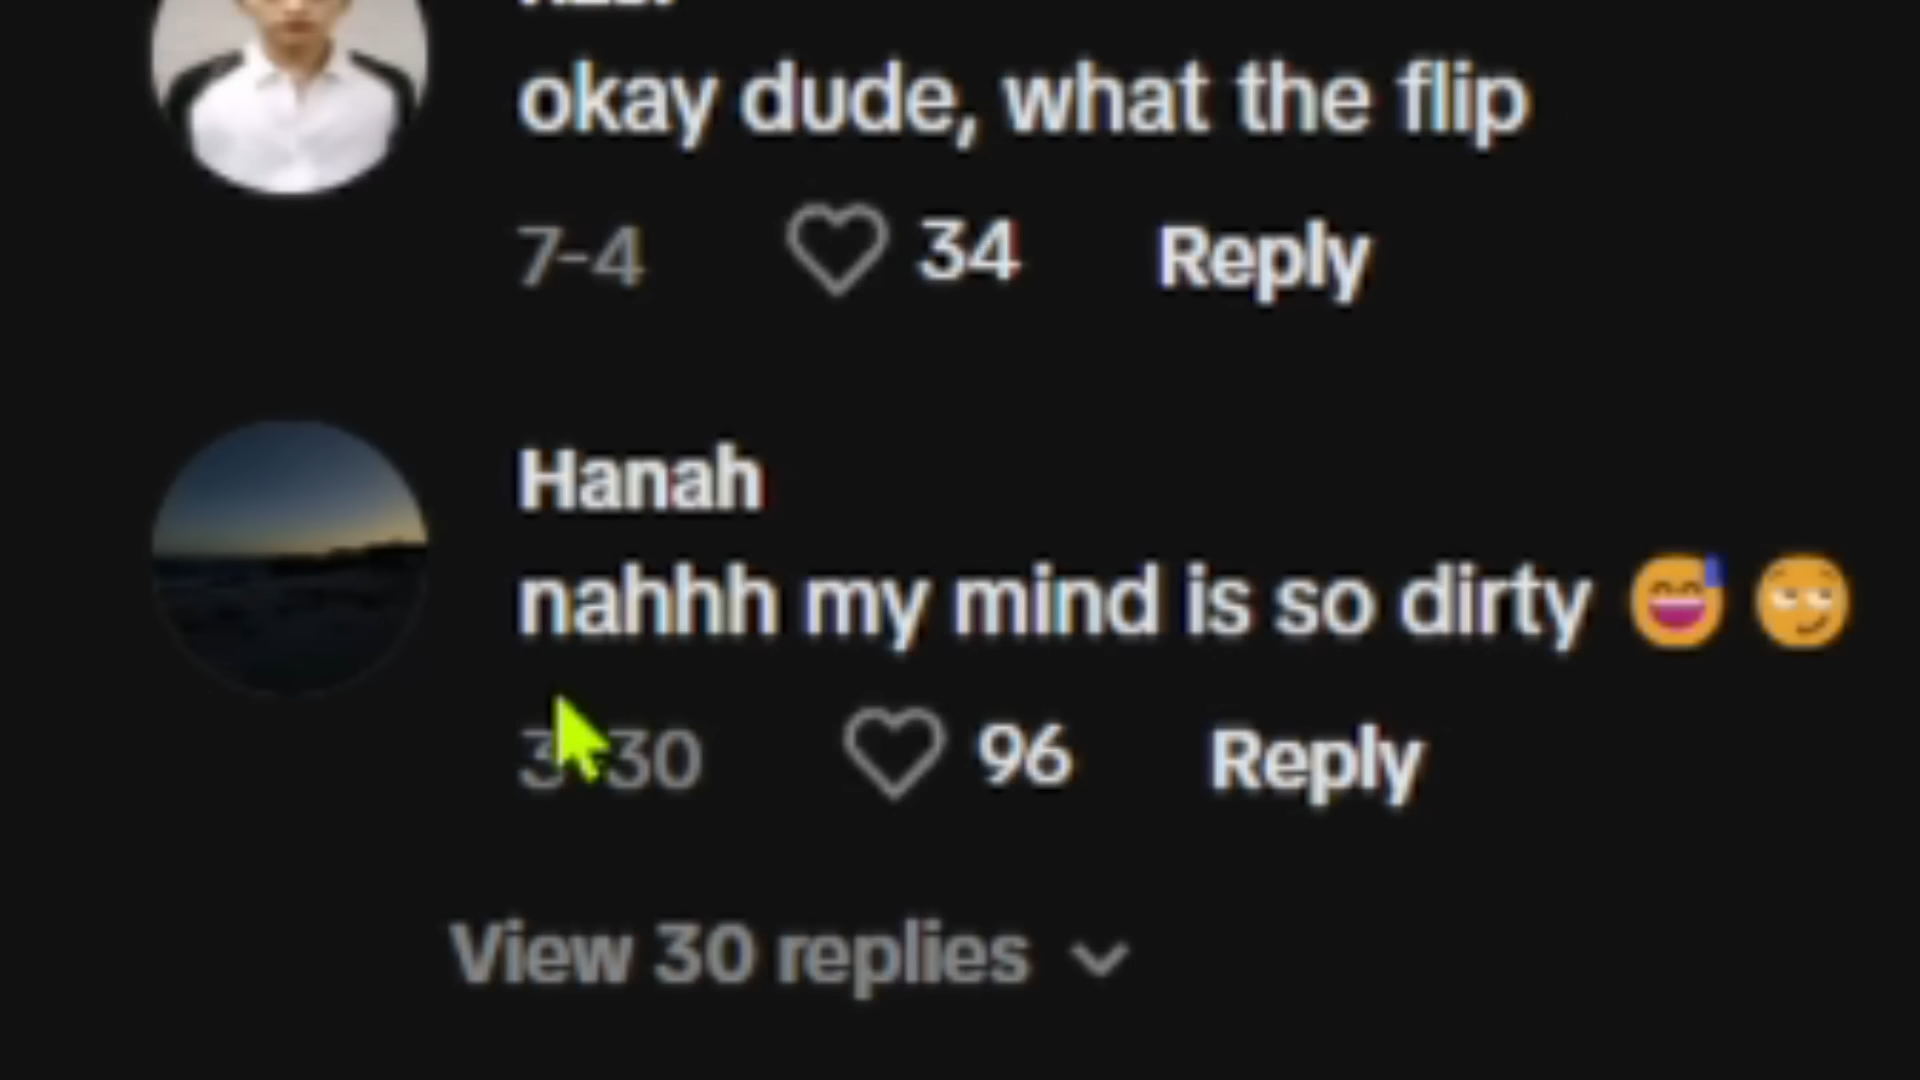 okay dude, what the flip
7-4 34 Reply
Hanah
nahhh my mind is so dirty 😅 😏
30 96 Reply
View 30 replies